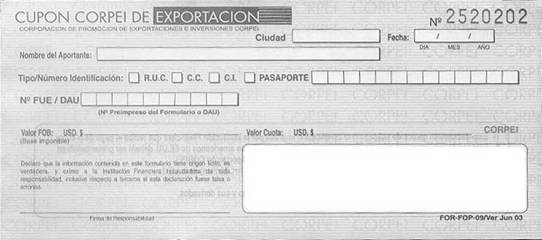 CUPON CORPEI DE EXPORTACION
CORPORACION DE PROMOCION DE EXPORTACIONES E INVERSIONES CORPEI
Nº 2520202
Ciudad
Fecha: / /
DIA MES AÑO
Nombre del Aportante:
Tipo/Número Identificación: R.U.C. C.C. C.I. PASAPORTE
Nº FUE / DAU
(Nº Preimpreso del Formulario o DAU)
Valor FOB: USD. $
(Base imponible)
Valor Cuota: USD. $
CORPEI
Declaro que la información contenida en este formulario tiene origen lícito, es
verdadera, y eximo a la Institución Financiera recaudadora de toda
responsabilidad, inclusive respecto a terceros si esta declaración fuese falsa o
errónea.
Firma de Responsabilidad
FOR-FOP-09/Ver Jun 03